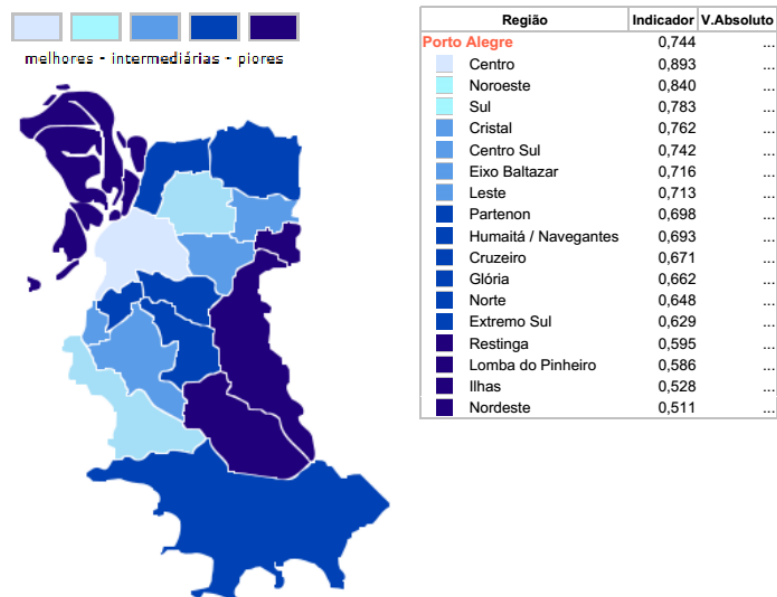 melhores - intermediárias - piores
Região Indicador V.Absoluto
Porto Alegre 0,744 ...
Centro 0,893 ...
Noroeste 0,840 ...
Sul 0,783 ...
Cristal 0,762 ...
Centro Sul 0,742 ...
Eixo Baltazar 0,716 ...
Leste 0,713 ...
Partenon 0,698 ...
Humaitá / Navegantes 0,693 ...
Cruzeiro 0,671 ...
Glória 0,662 ...
Norte 0,648 ...
Extremo Sul 0,629 ...
Restinga 0,595 ...
Lomba do Pinheiro 0,586 ...
Ilhas 0,528 ...
Nordeste 0,511 ...